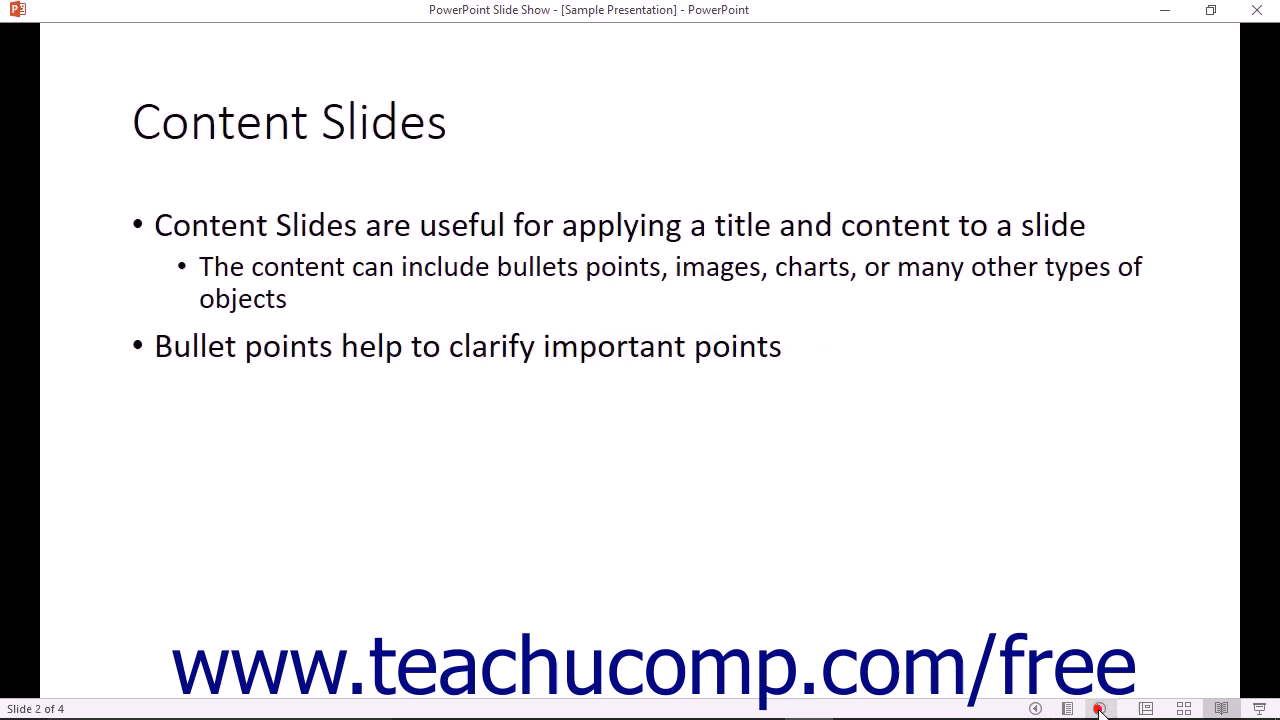 PowerPoint Slide Show - [Sample Presentation] - PowerPoint
Content Slides
• Content Slides are useful for applying a title and content to a slide
• The content can include bullets points, images, charts, or many other types of
objects
• Bullet points help to clarify important points
www.teachucomp.com/free
Slide 2 of 4